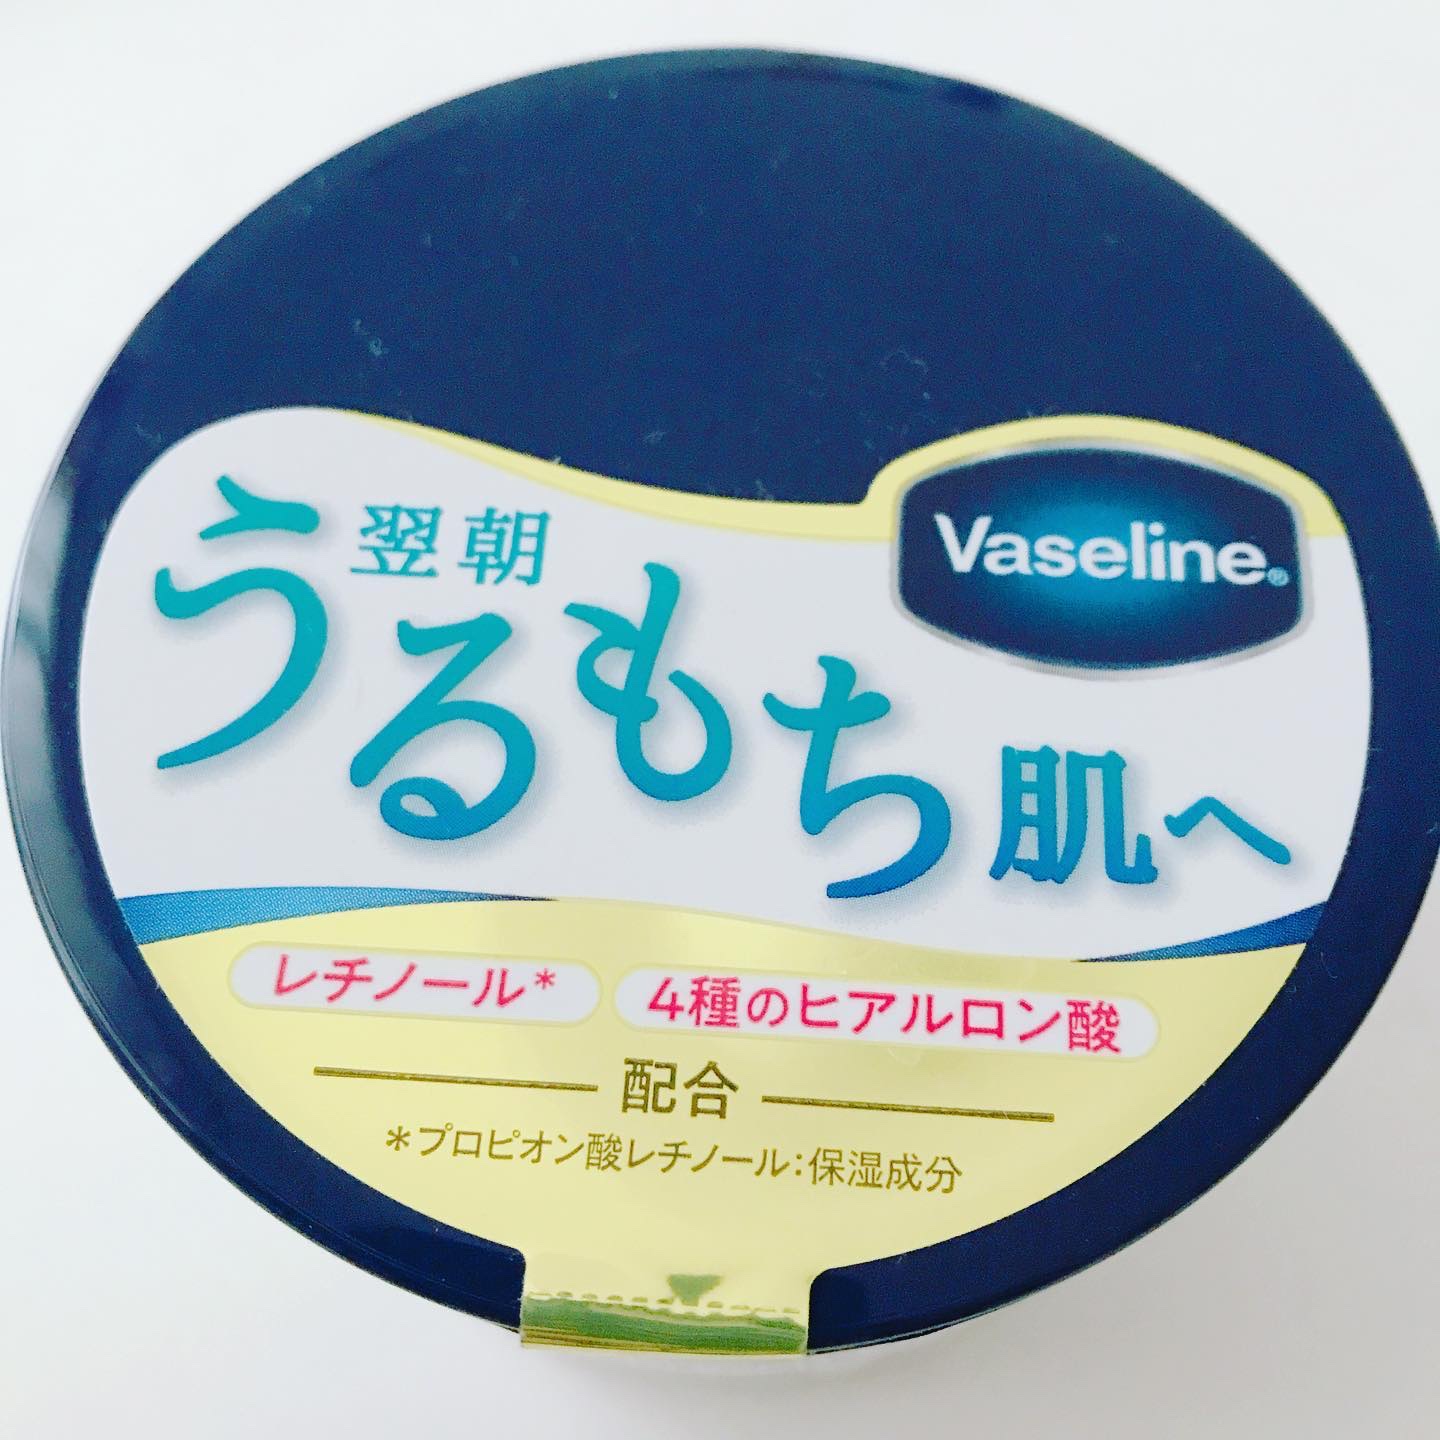 Vaseline®
翌朝
うるもち肌へ
レチノール*
4種のヒアルロン酸
配合
*プロピオン酸レチノール:保湿成分